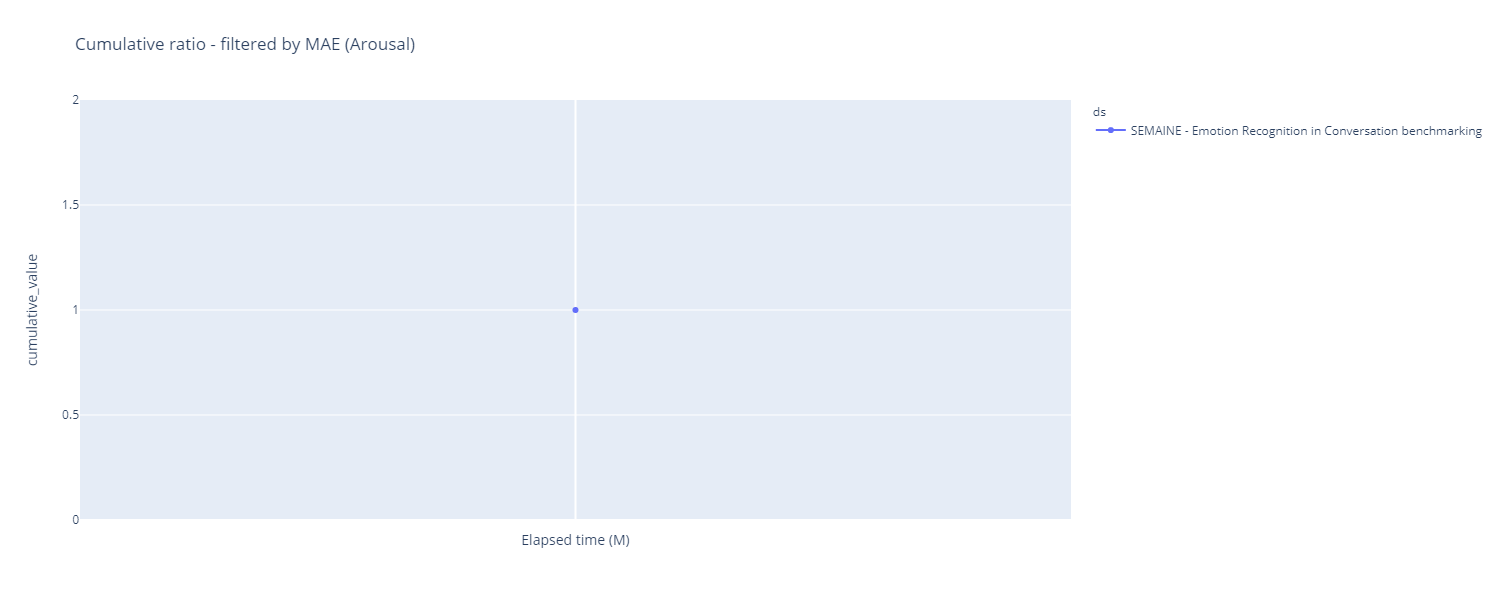 Cumulative ratio - filtered by MAE (Arousal)
2
1.5
1
0.5
0
cumulative_value
Elapsed time (M)
ds
SEMAINE - Emotion Recognition in Conversation benchmarking